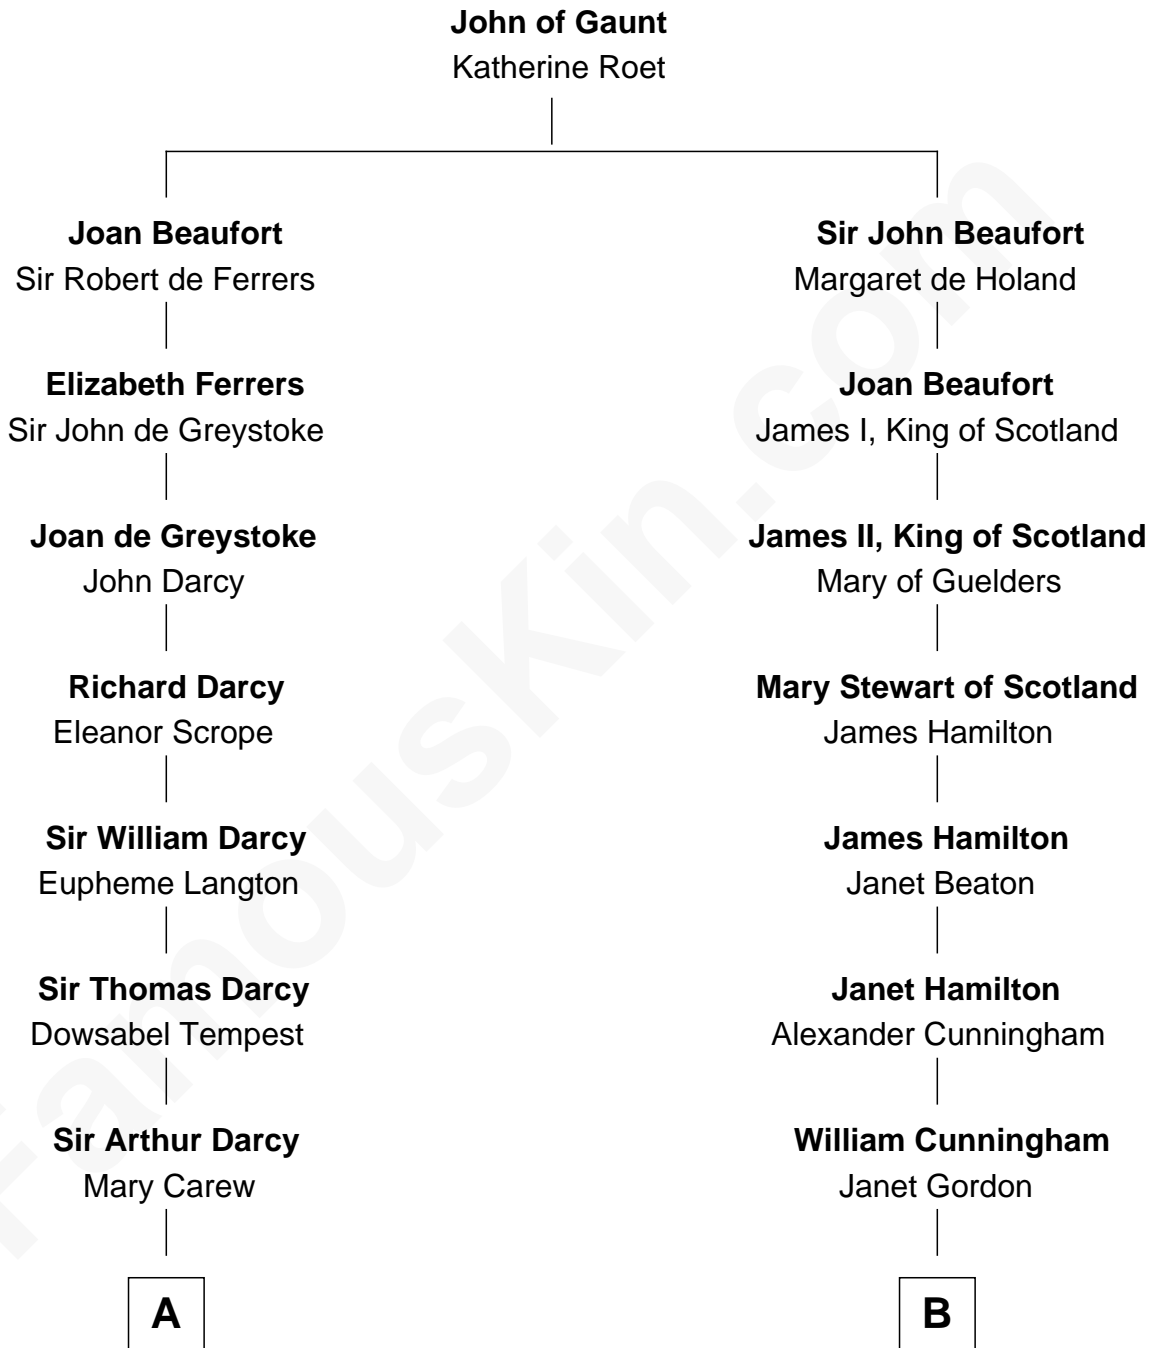 John of Gaunt
Katherine Roet
Joan Beaufort
Sir Robert de Ferrers
Elizabeth Ferrers
Sir John de Greystoke
Joan de Greystoke
John Darcy
Richard Darcy
Eleanor Scrope
Sir William Darcy
Eupheme Langton
Sir Thomas Darcy
Dowsabel Tempest
Sir Arthur Darcy
Mary Carew
A
Sir John Beaufort
Margaret de Holand
Joan Beaufort
James I, King of Scotland
James II, King of Scotland
Mary of Guelders
Mary Stewart of Scotland
James Hamilton
James Hamilton
Janet Beaton
Janet Hamilton
Alexander Cunningham
William Cunningham
Janet Gordon
B
FamousKin.com